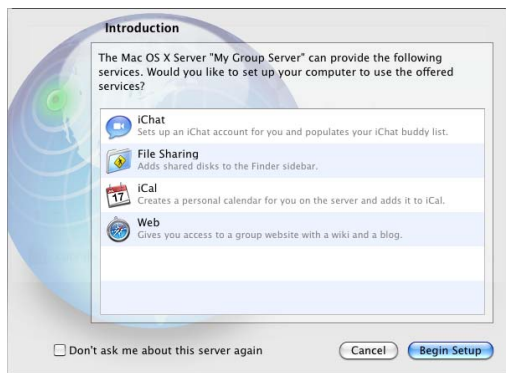 Introduction
The Mac OS X Server "My Group Server" can provide the following
services. Would you like to set up your computer to use the offered
services?
iChat
Sets up an iChat account for you and populates your iChat buddy list.
File Sharing
Adds shared disks to the Finder sidebar.
17
iCal
Creates a personal calendar for you on the server and adds it to iCal.
Web
Gives you access to a group website with a wiki and a blog.
Don't ask me about this server again
Cancel
Begin Setup